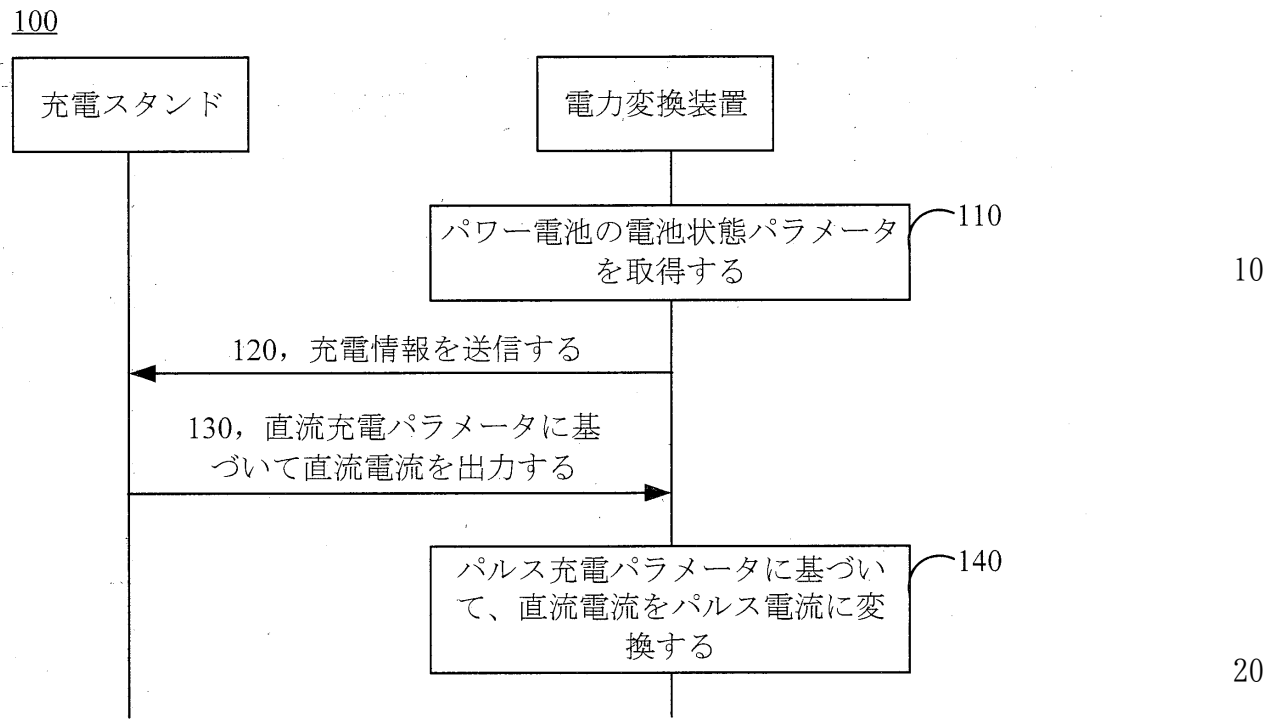 100
充電スタンド
電力変換装置
パワー電池の電池状態パラメータ
を取得する
110
10
120，充電情報を送信する
130，直流充電パラメータに基
づいて直流電流を出力する
パルス充電パラメータに基づい
て、直流電流をパルス電流に変
換する
140
20